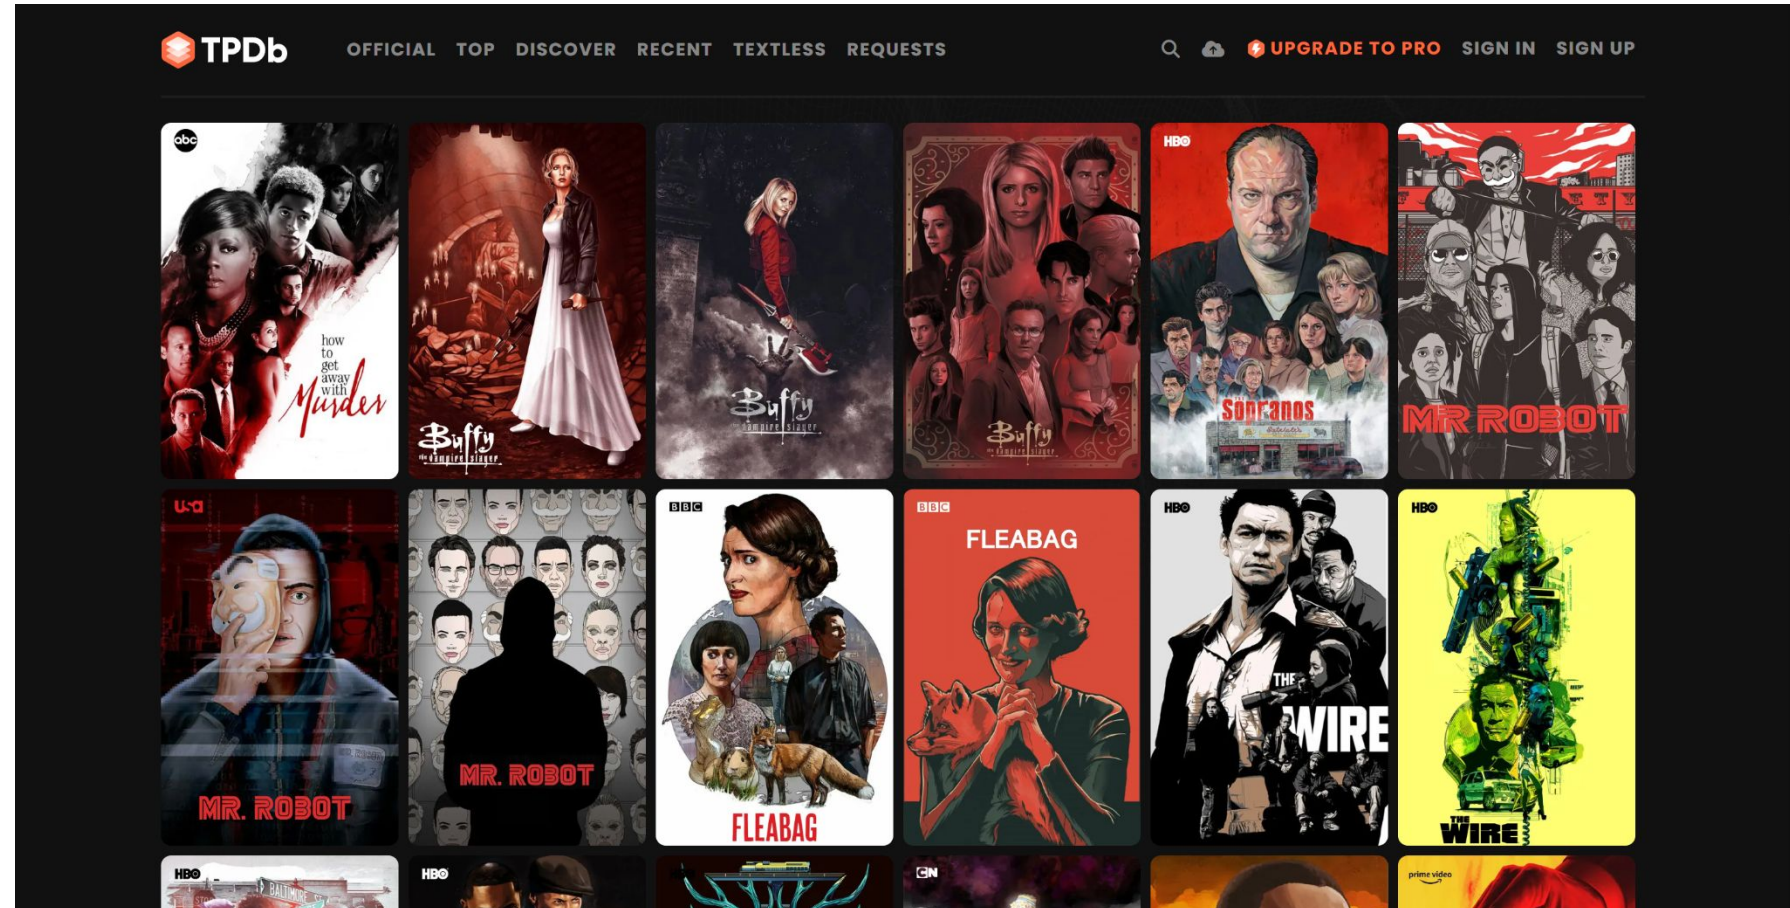 TPDb OFFICIAL TOP DISCOVER RECENT TEXTLESS REQUESTS UPGRADE TO PRO SIGN IN SIGN UP
abc
how
to
get
away
with
Murder
Buffy
the vampire slayer
Buffy
the vampire slayer
Buffy
the vampire slayer
HBO
Sopranos
MR ROBOT
USA
MR. ROBOT
MR. ROBOT
BBC
FLEABAG
BBC
FLEABAG
HBO
THE
WIRE
HBO
THE
WIRE
HBO
BALTIMORE
HBO
CN
prime video